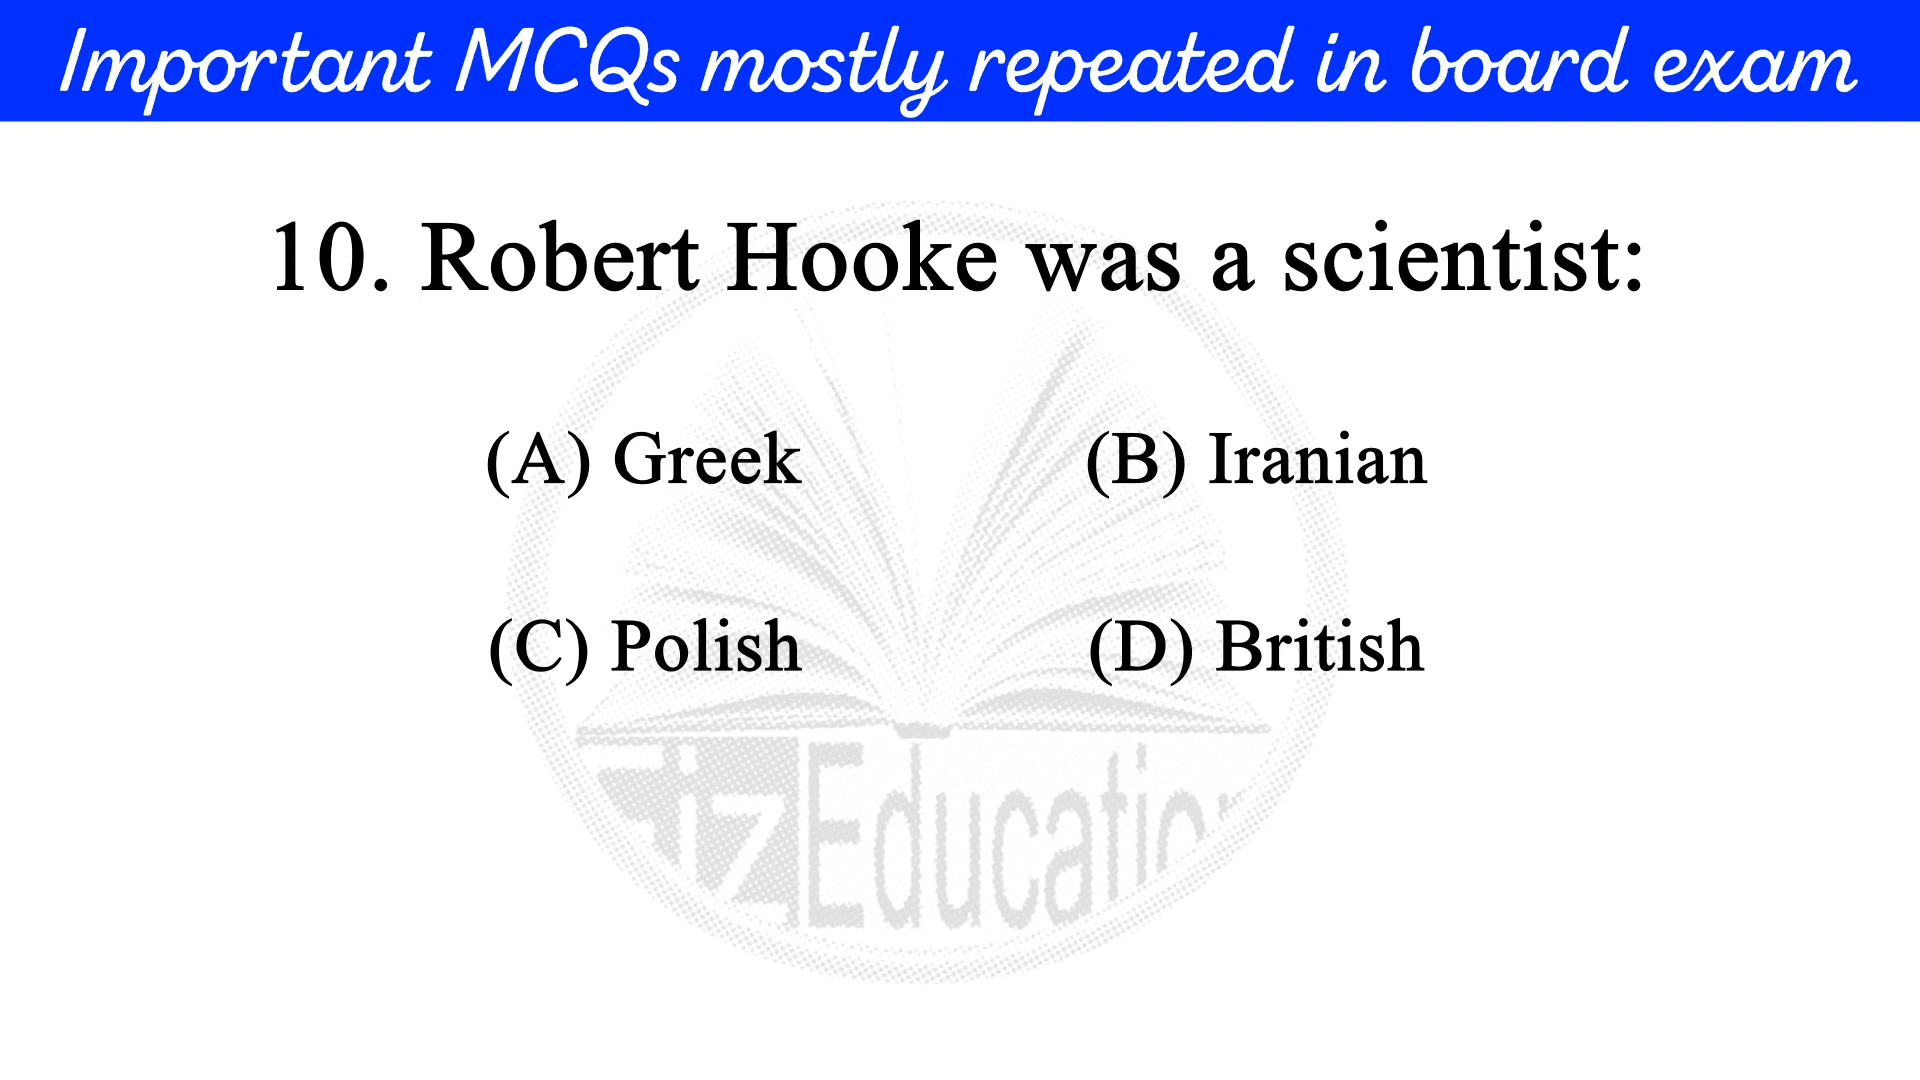 Important MCQs mostly repeated in board exam
10. Robert Hooke was a scientist:
(A) Greek (B) Iranian
(C) Polish (D) British